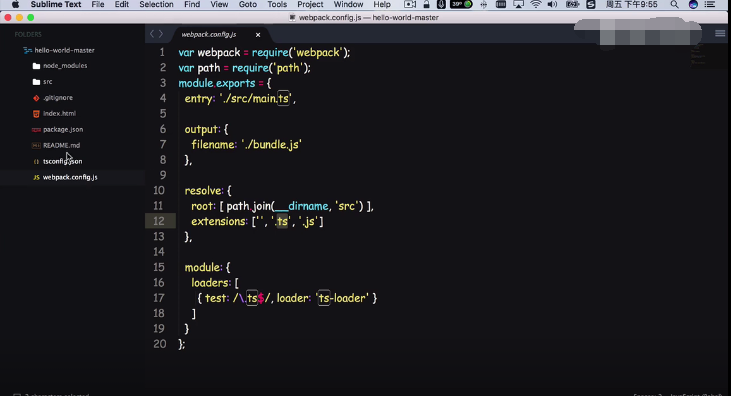 Sublime Text File Edit Selection Find View Goto Tools Project Window Help 39° 周五 下午9:55
webpack.config.js — hello-world-master
FOLDERS
hello-world-master
node_modules
src
.gitignore
index.html
package.json
README.md
tsconfig.json
webpack.config.js
webpack.config.js
1 var webpack = require('webpack');
2 var path = require('path');
3 module.exports = {
4 entry: './src/main.ts',
5
6 output: {
7 filename: './bundle.js'
8 },
9
10 resolve: {
11 root: [ path.join(__dirname, 'src') ],
12 extensions: ['', '.ts', '.js']
13 },
14
15 module: {
16 loaders: [
17 { test: /\.ts$/, loader: 'ts-loader' }
18 ]
19 }
20 };